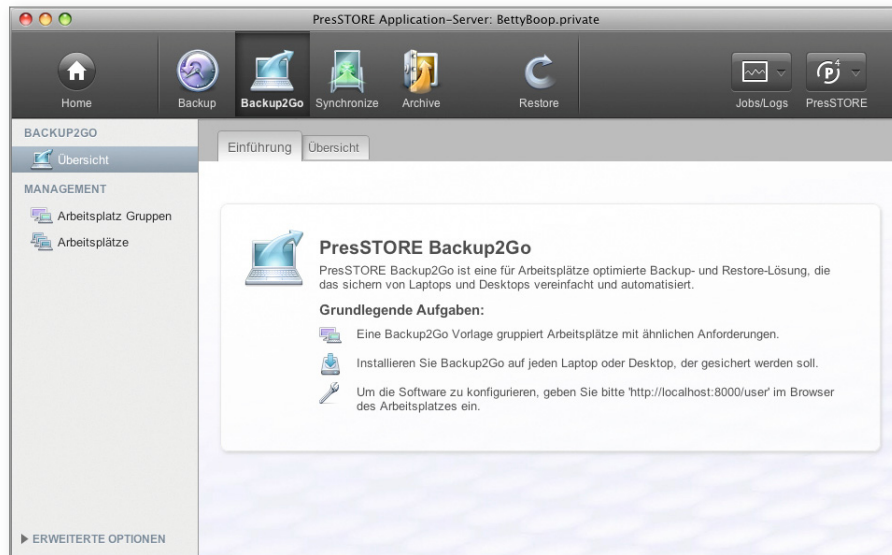 PresSTORE Application-Server: BettyBoop.private
Home
Backup
Backup2Go
Synchronize
Archive
Restore
Jobs/Logs
P4
PresSTORE
BACKUP2GO
Übersicht
MANAGEMENT
Arbeitsplatz Gruppen
Arbeitsplätze
ERWEITERTE OPTIONEN
Einführung
Übersicht
PresSTORE Backup2Go
PresSTORE Backup2Go ist eine für Arbeitsplätze optimierte Backup- und Restore-Lösung, die
das sichern von Laptops und Desktops vereinfacht und automatisiert.
Grundlegende Aufgaben:
Eine Backup2Go Vorlage gruppiert Arbeitsplätze mit ähnlichen Anforderungen.
Installieren Sie Backup2Go auf jeden Laptop oder Desktop, der gesichert werden soll.
Um die Software zu konfigurieren, geben Sie bitte 'http://localhost:8000/user' im Browser
des Arbeitsplatzes ein.